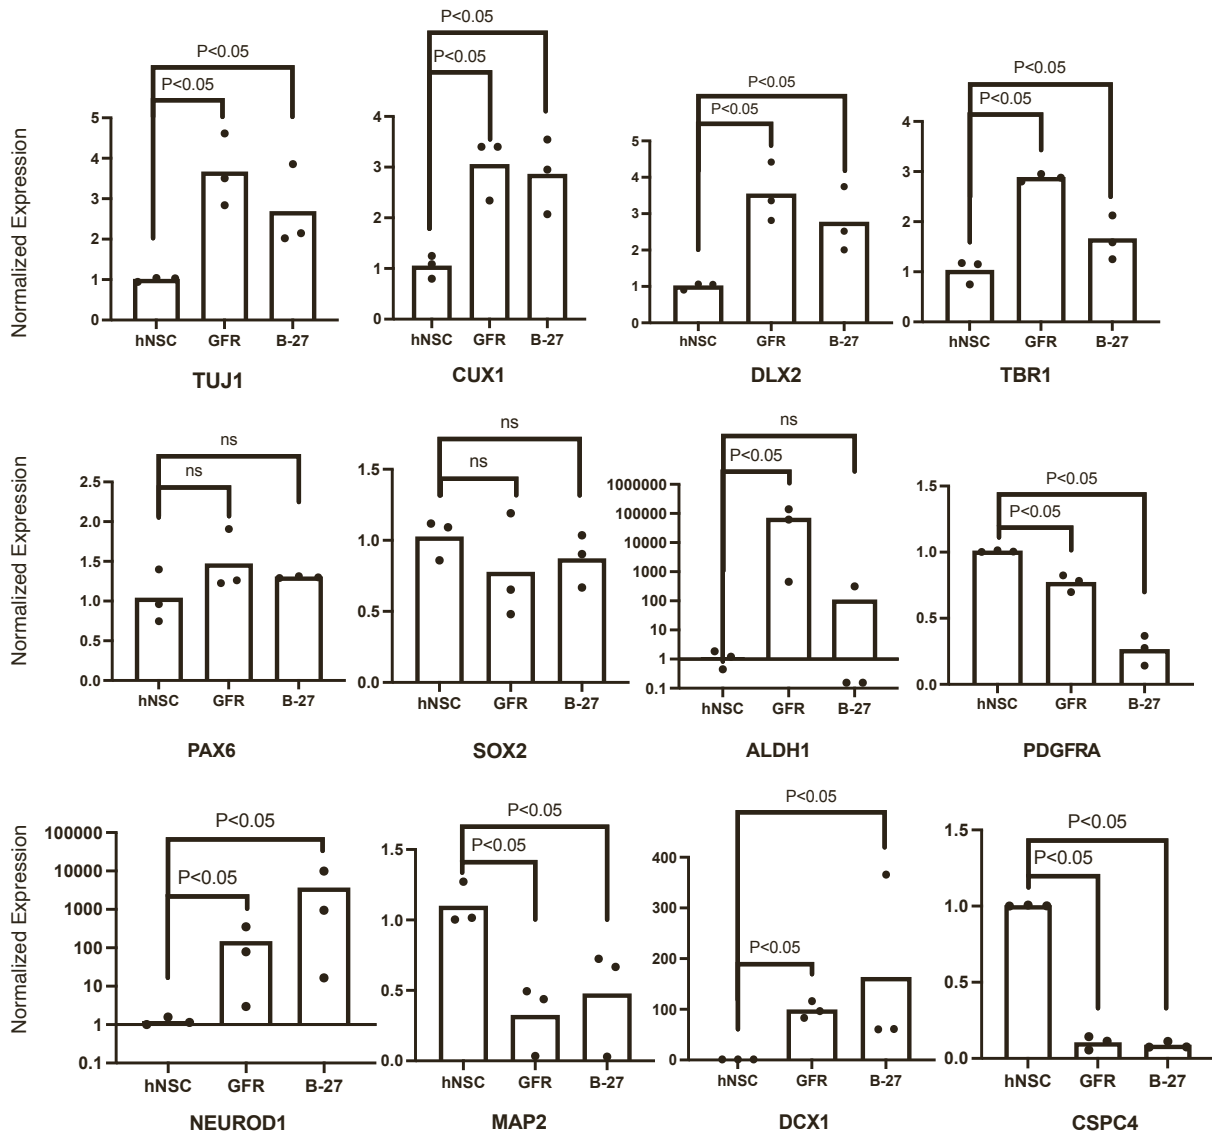 P<0.05
P<0.05
Normalized Expression
5
4
3
2
1
0
hNSC GFR B-27
TUJ1
P<0.05
P<0.05
4
3
2
1
0
hNSC GFR B-27
CUX1
P<0.05
P<0.05
5
4
3
2
1
0
hNSC GFR B-27
DLX2
P<0.05
P<0.05
4
3
2
1
0
hNSC GFR B-27
TBR1
ns
ns
Normalized Expression
2.5
2.0
1.5
1.0
0.5
0.0
hNSC GFR B-27
PAX6
ns
ns
1.5
1.0
0.5
0.0
hNSC GFR B-27
SOX2
ns
P<0.05
1000000
100000
10000
1000
100
10
1
0.1
hNSC GFR B-27
ALDH1
P<0.05
P<0.05
1.5
1.0
0.5
0.0
hNSC GFR B-27
PDGFRA
P<0.05
P<0.05
Normalized Expression
100000
10000
1000
100
10
1
0.1
hNSC GFR B-27
NEUROD1
P<0.05
P<0.05
1.5
1.0
0.5
0.0
hNSC GFR B-27
MAP2
P<0.05
P<0.05
400
300
200
100
0
hNSC GFR B-27
DCX1
P<0.05
P<0.05
1.5
1.0
0.5
0.0
hNSC GFR B-27
CSPC4